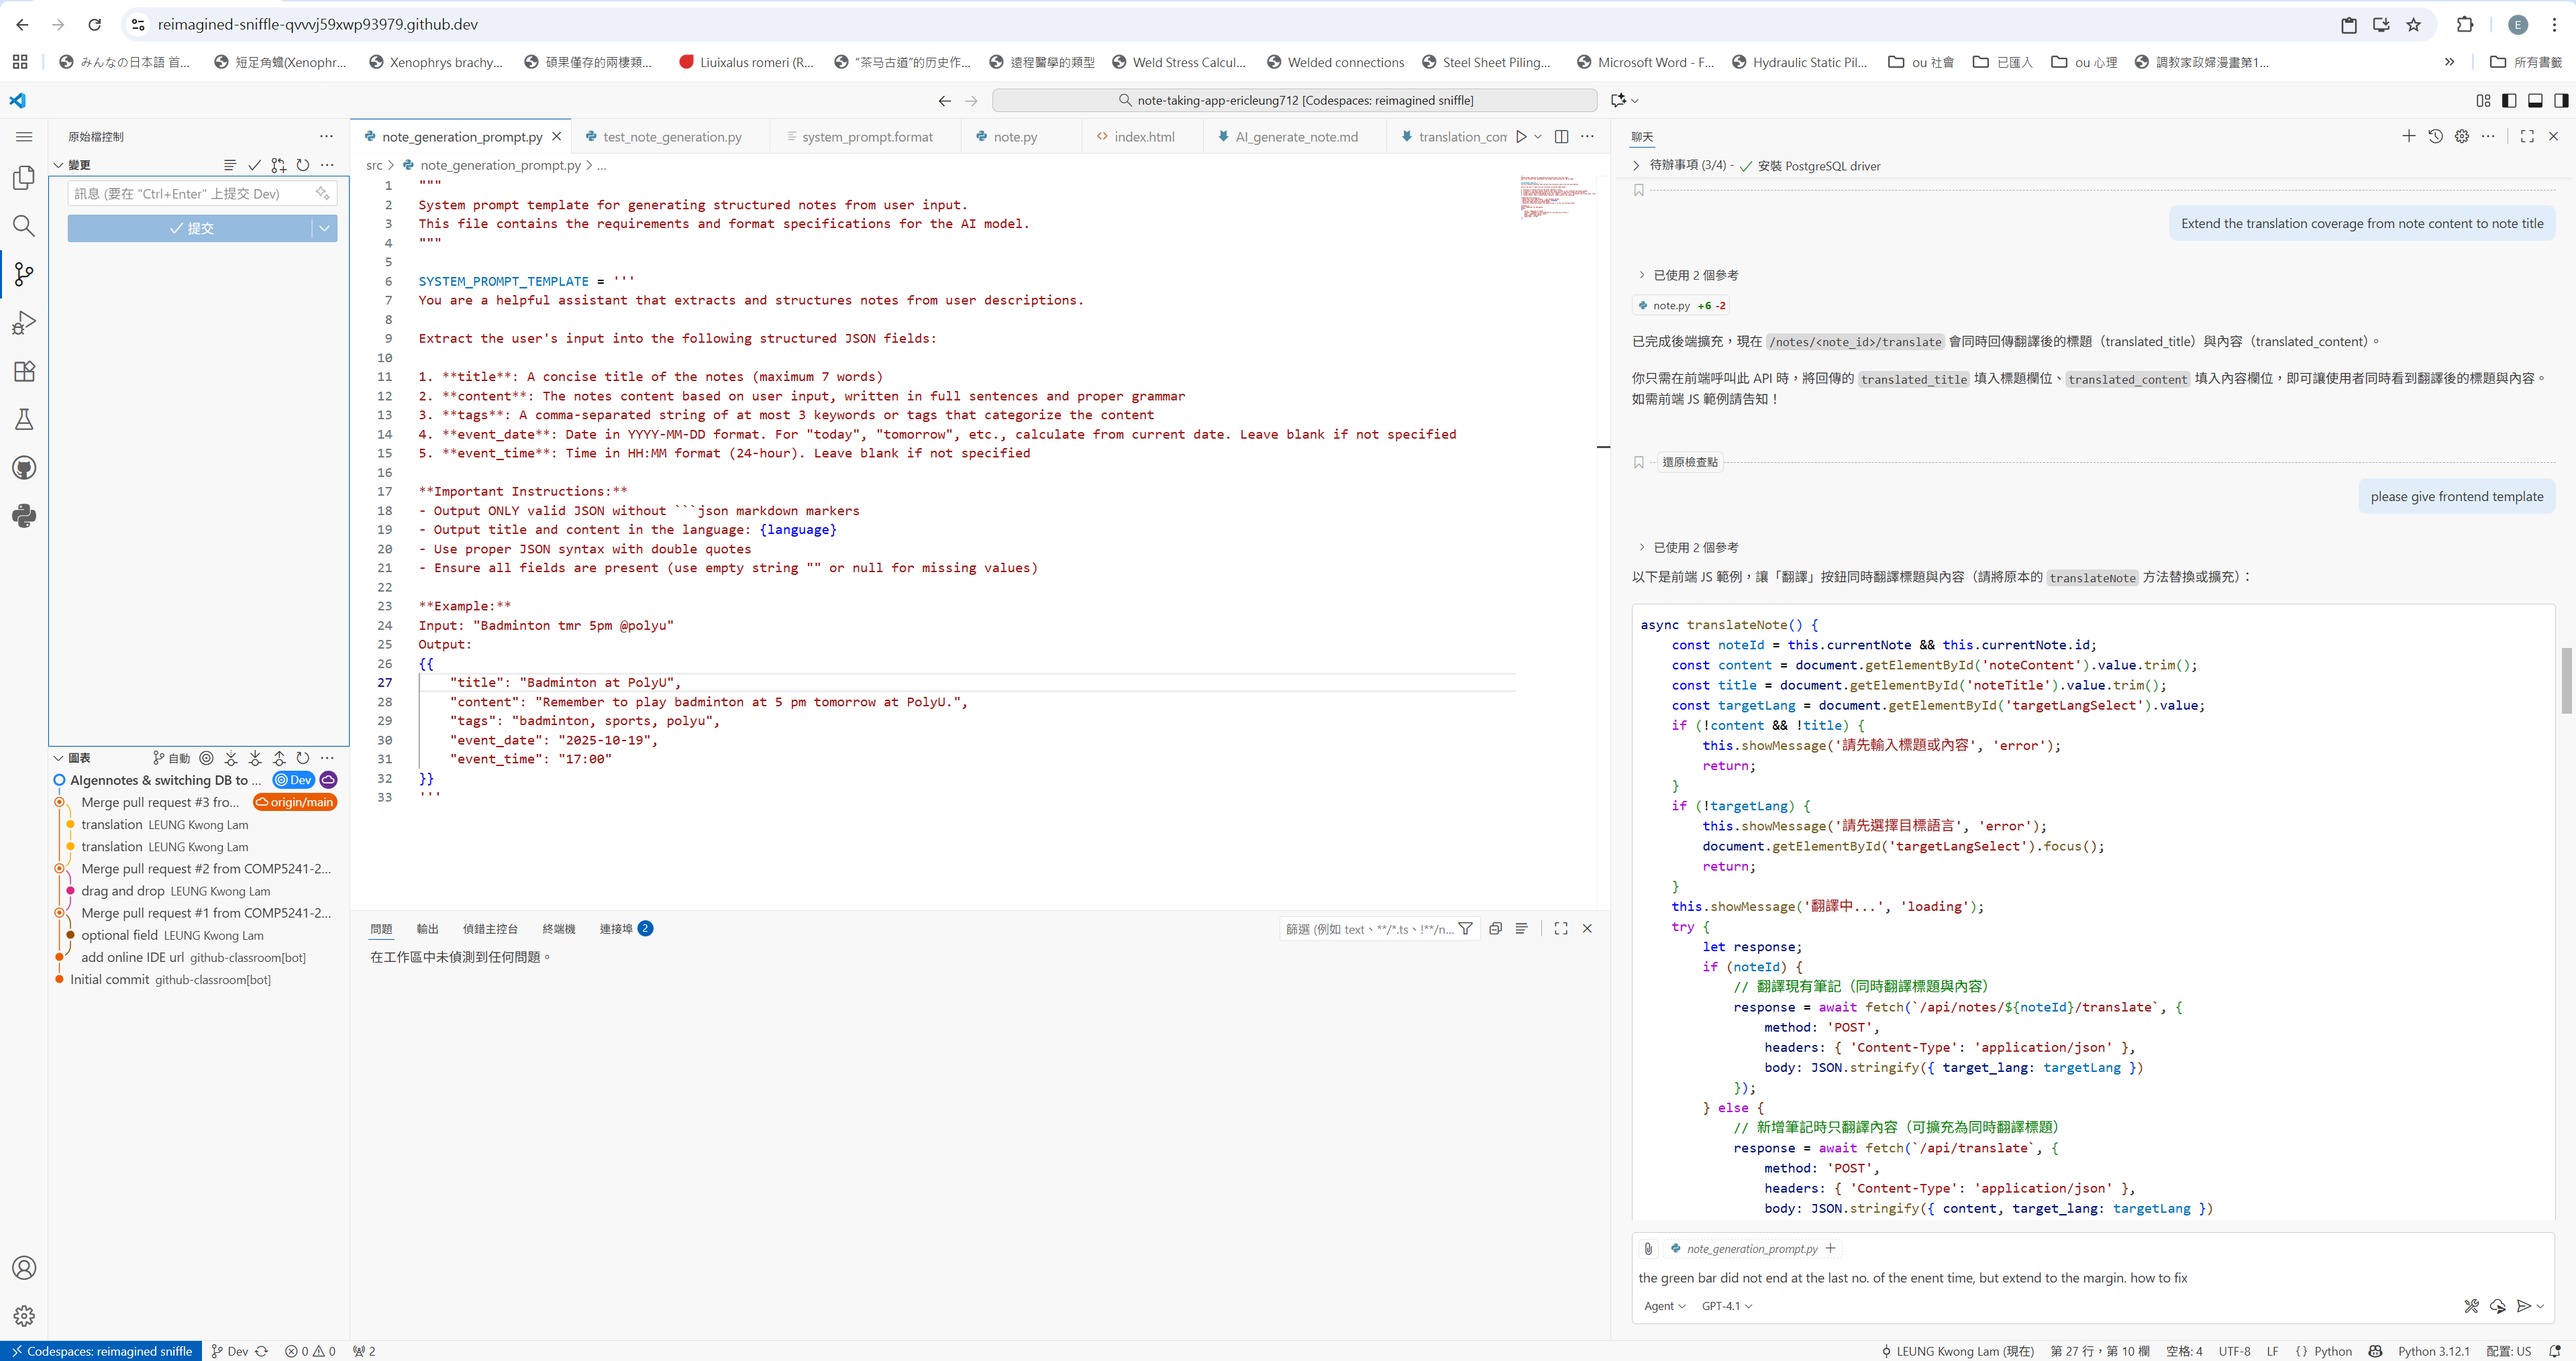 reimagined-sniffle-qvvvj59xwp93979.github.dev
E
みんなの日本語 首...
短足角蟾(Xenophr...
Xenophrys brachy...
碩果僅存的兩棲類...
Liuixalus romeri (R...
“茶马古道”的历史作...
遠程醫學的類型
Weld Stress Calcul...
Welded connections
Steel Sheet Piling...
Microsoft Word - F...
Hydraulic Static Pil...
ou 社會
已匯入
ou 心理
調教家政婦漫畫第1...
所有書籤
note-taking-app-ericleung712 [Codespaces: reimagined sniffle]
原始檔控制
變更
訊息 (要在 "Ctrl+Enter" 上提交 Dev)
提交
圖表
自動
AIgennotes & switching DB to ... Dev
Merge pull request #3 fro... origin/main
translation LEUNG Kwong Lam
translation LEUNG Kwong Lam
Merge pull request #2 from COMP5241-2...
drag and drop LEUNG Kwong Lam
Merge pull request #1 from COMP5241-2...
optional field LEUNG Kwong Lam
add online IDE url github-classroom[bot]
Initial commit github-classroom[bot]
note_generation_prompt.py
test_note_generation.py
system_prompt.format
note.py
index.html
AI_generate_note.md
translation_con
src > note_generation_prompt.py > ...
1 """
2 System prompt template for generating structured notes from user input.
3 This file contains the requirements and format specifications for the AI model.
4 """
5
6 SYSTEM_PROMPT_TEMPLATE = '''
7 You are a helpful assistant that extracts and structures notes from user descriptions.
8
9 Extract the user's input into the following structured JSON fields:
10
11 1. **title**: A concise title of the notes (maximum 7 words)
12 2. **content**: The notes content based on user input, written in full sentences and proper grammar
13 3. **tags**: A comma-separated string of at most 3 keywords or tags that categorize the content
14 4. **event_date**: Date in YYYY-MM-DD format. For "today", "tomorrow", etc., calculate from current date. Leave blank if not specified
15 5. **event_time**: Time in HH:MM format (24-hour). Leave blank if not specified
16
17 **Important Instructions:**
18 - Output ONLY valid JSON without ```json markdown markers
19 - Output title and content in the language: {language}
20 - Use proper JSON syntax with double quotes
21 - Ensure all fields are present (use empty string "" or null for missing values)
22
23 **Example:**
24 Input: "Badminton tmr 5pm @polyu"
25 Output:
26 {{
27 "title": "Badminton at PolyU",
28 "content": "Remember to play badminton at 5 pm tomorrow at PolyU.",
29 "tags": "badminton, sports, polyu",
30 "event_date": "2025-10-19",
31 "event_time": "17:00"
32 }}
33 '''
問題
輸出
偵錯主控台
終端機
連接埠 2
篩選 (例如 text、**/*.ts、!**/n...
在工作區中未偵測到任何問題。
聊天
待辦事項 (3/4) - 安裝 PostgreSQL driver
Extend the translation coverage from note content to note title
已使用 2 個參考
note.py +6 -2
已完成後端擴充，現在 /notes/<note_id>/translate 會同時回傳翻譯後的標題（translated_title）與內容（translated_content）。
你只需在前端呼叫此 API 時，將回傳的 translated_title 填入標題欄位、translated_content 填入內容欄位，即可讓使用者同時看到翻譯後的標題與內容。
如需前端 JS 範例請告知！
還原檢查點
please give frontend template
已使用 2 個參考
以下是前端 JS 範例，讓「翻譯」按鈕同時翻譯標題與內容（請將原本的 translateNote 方法替換或擴充）：
async translateNote() {
const noteId = this.currentNote && this.currentNote.id;
const content = document.getElementById('noteContent').value.trim();
const title = document.getElementById('noteTitle').value.trim();
const targetLang = document.getElementById('targetLangSelect').value;
if (!content && !title) {
this.showMessage('請先輸入標題或內容', 'error');
return;
}
if (!targetLang) {
this.showMessage('請先選擇目標語言', 'error');
document.getElementById('targetLangSelect').focus();
return;
}
this.showMessage('翻譯中...', 'loading');
try {
let response;
if (noteId) {
// 翻譯現有筆記（同時翻譯標題與內容）
response = await fetch(`/api/notes/${noteId}/translate`, {
method: 'POST',
headers: { 'Content-Type': 'application/json' },
body: JSON.stringify({ target_lang: targetLang })
});
} else {
// 新增筆記時只翻譯內容（可擴充為同時翻譯標題）
response = await fetch(`/api/translate`, {
method: 'POST',
headers: { 'Content-Type': 'application/json' },
body: JSON.stringify({ content, target_lang: targetLang })
note_generation_prompt.py
the green bar did not end at the last no. of the enent time, but extend to the margin. how to fix
Agent
GPT-4.1
Codespaces: reimagined sniffle
Dev
0
0
2
LEUNG Kwong Lam (現在)
第 27 行，第 10 欄
空格: 4
UTF-8
LF
{ } Python
Python 3.12.1
配置: US